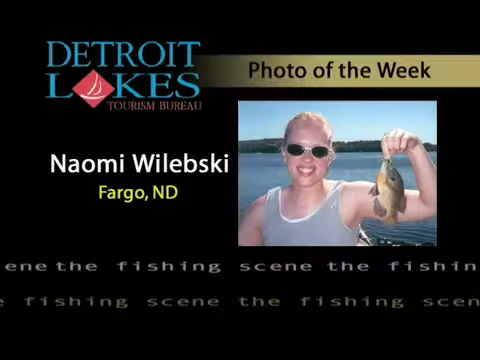 DETROIT
LAKES
TOURISM BUREAU
Photo of the Week
Naomi Wilebski
Fargo, ND
ene the fishing scene the fishin
e fishing scene the fishing scen